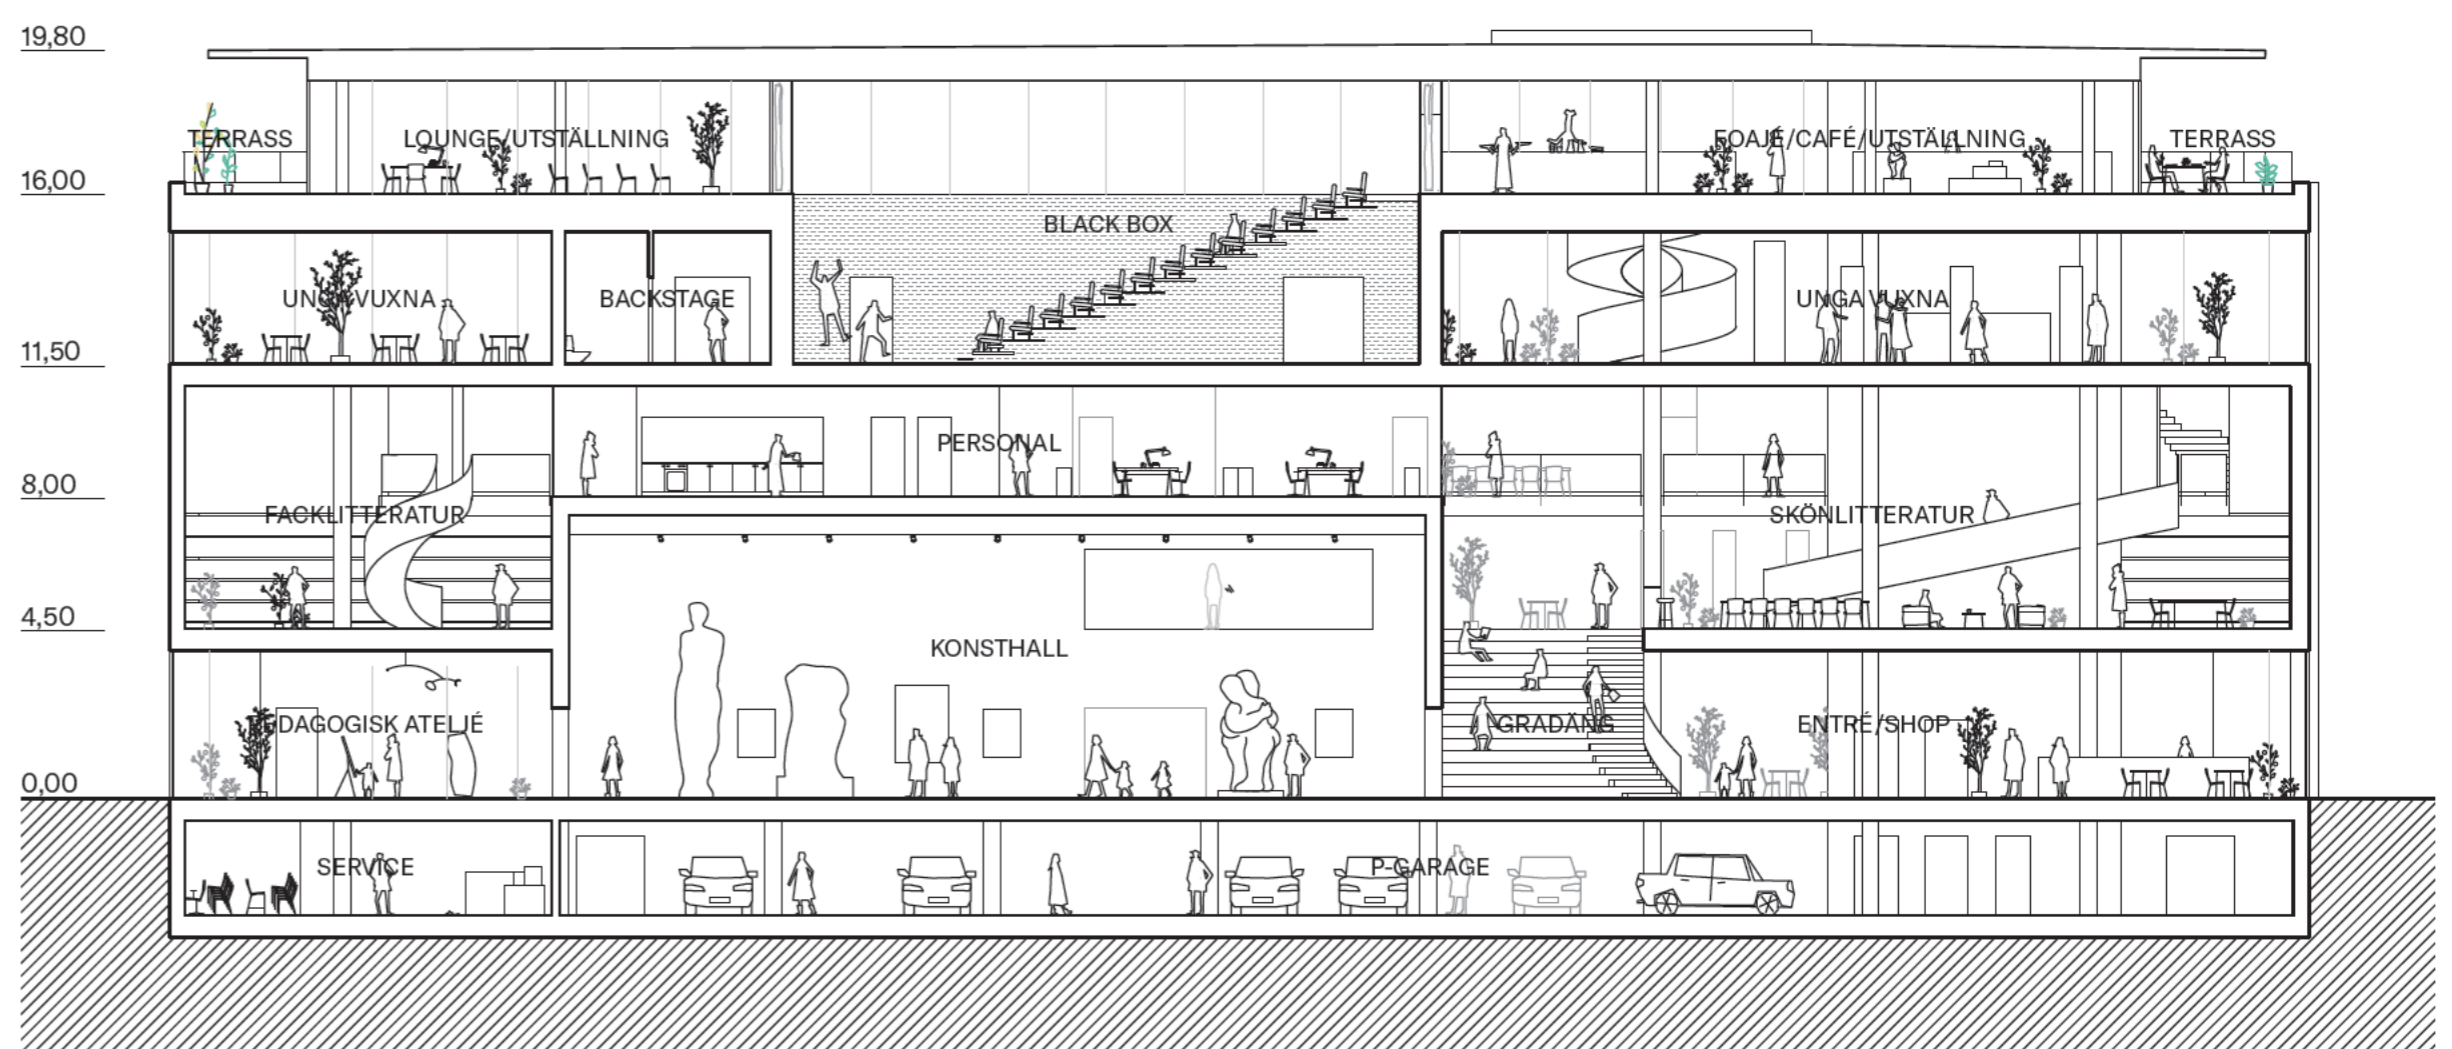 19,80
TERRASS
LOUNGE/UTSTÄLLNING
FOAJÉ/CAFÉ/UTSTÄLLNING
TERRASS
16,00
BLACK BOX
UNGA VUXNA
BACKSTAGE
UNGA VUXNA
11,50
PERSONAL
8,00
FACKLITTERATUR
SKÖNLITTERATUR
4,50
KONSTHALL
PEDAGOGISK ATELJÉ
GRADÄNG
ENTRÉ/SHOP
0,00
SERVICE
P-GARAGE